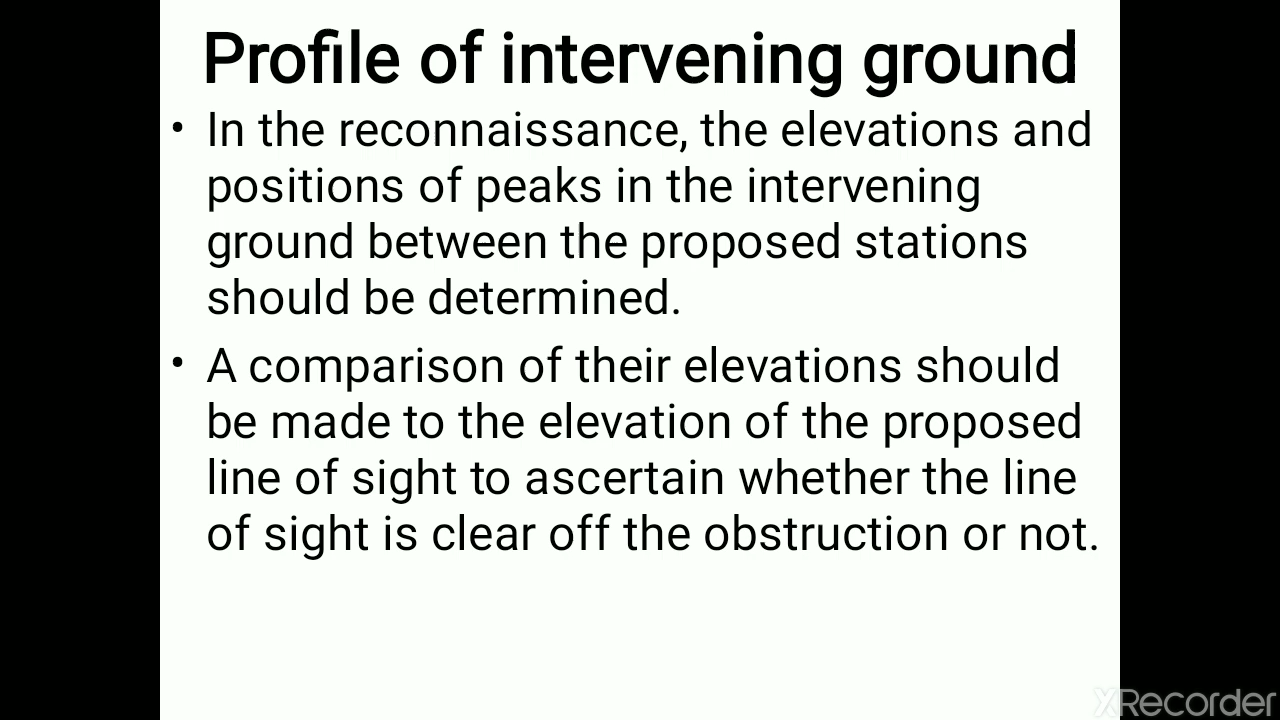 Profile of intervening ground
• In the reconnaissance, the elevations and
positions of peaks in the intervening
ground between the proposed stations
should be determined.
• A comparison of their elevations should
be made to the elevation of the proposed
line of sight to ascertain whether the line
of sight is clear off the obstruction or not.
XRecorder